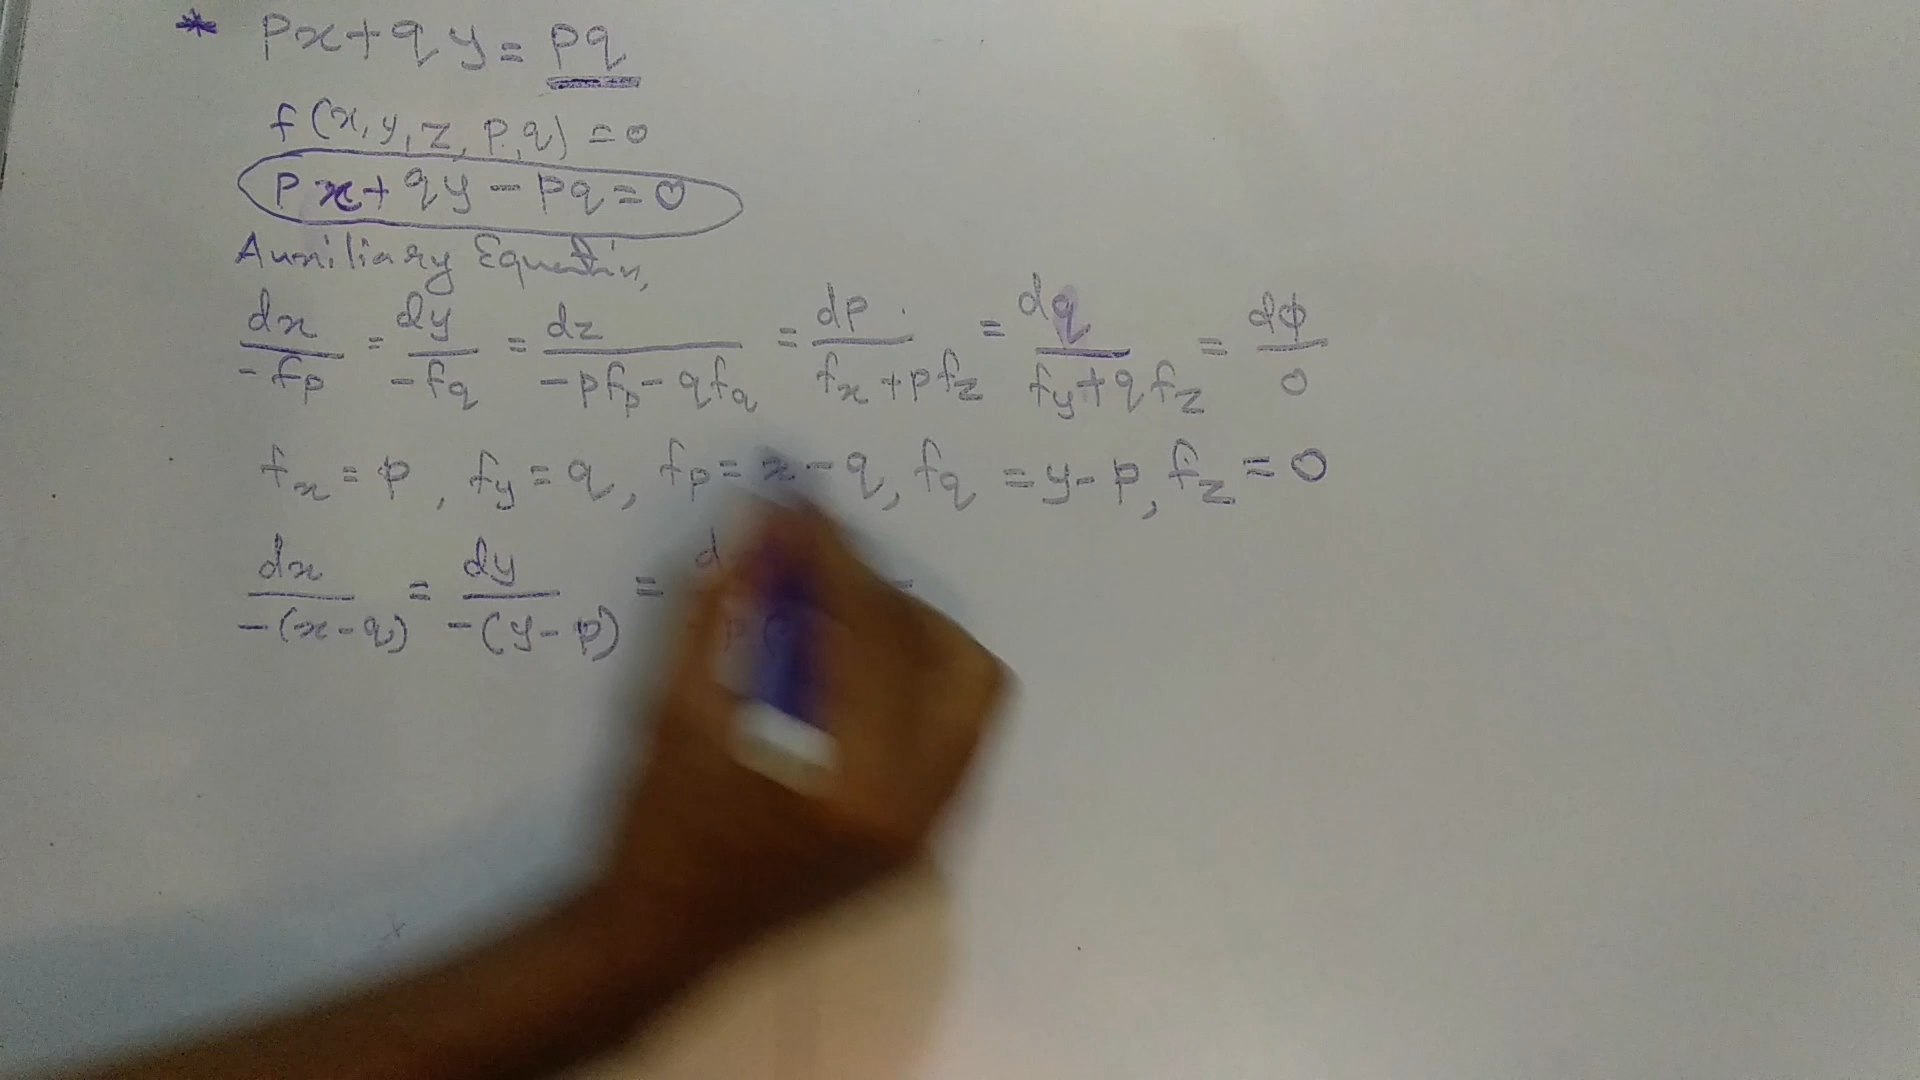 * px + qy = pq
f(x, y, z, p, q) = 0
px + qy - pq = 0
Auxiliary Equation,
dx/-fp = dy/-fq = dz/-pfp - qfq = dp/fx + pfz = dq/fy + qfz = dϕ/0
fx = p, fy = q, fp = x - q, fq = y - p, fz = 0
dx/-(x - q) = dy/-(y - p) = d =